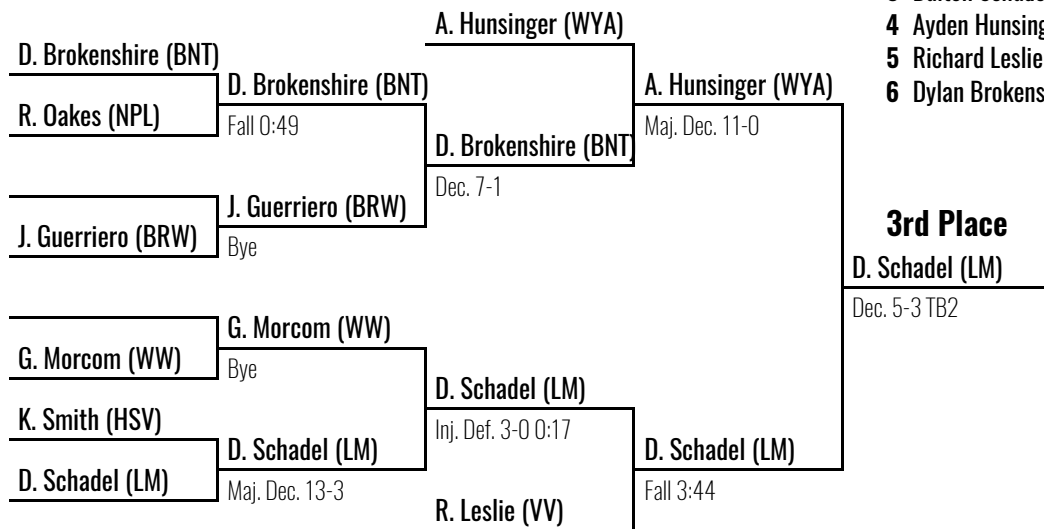 A. Hunsinger (WYA)
D. Brokenshire (BNT)
D. Brokenshire (BNT)
R. Oakes (NPL)
Fall 0:49
A. Hunsinger (WYA)
Maj. Dec. 11-0
D. Brokenshire (BNT)
Dec. 7-1
J. Guerriero (BRW)
J. Guerriero (BRW)
Bye
4 Ayden Hunsing
5 Richard Leslie
6 Dylan Brokens
3rd Place
D. Schadel (LM)
Dec. 5-3 TB2
G. Morcom (WW)
G. Morcom (WW)
Bye
D. Schadel (LM)
Inj. Def. 3-0 0:17
K. Smith (HSV)
D. Schadel (LM)
D. Schadel (LM)
Maj. Dec. 13-3
D. Schadel (LM)
Fall 3:44
R. Leslie (VV)